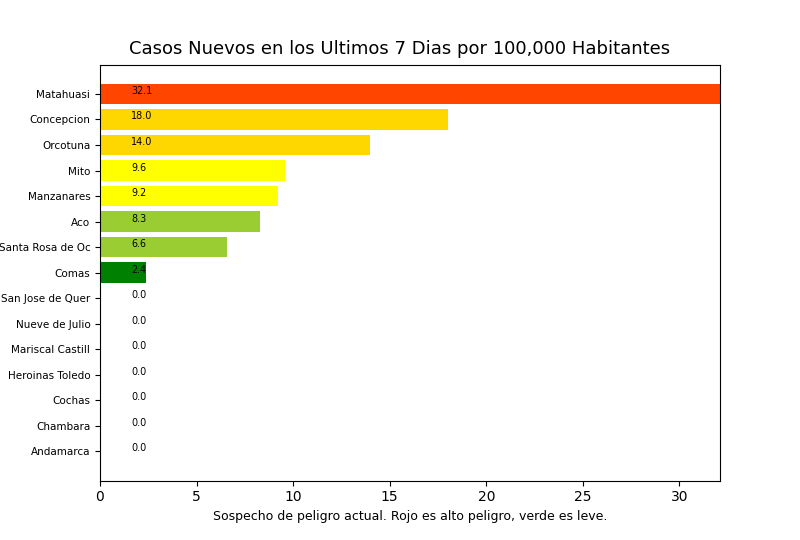 Casos Nuevos en los Ultimos 7 Dias por 100,000 Habitantes
Matahuasi 32.1
Concepcion 18.0
Orcotuna 14.0
Mito 9.6
Manzanares 9.2
Aco 8.3
Santa Rosa de Oc 6.6
Comas 2.4
San Jose de Quer 0.0
Nueve de Julio 0.0
Mariscal Castill 0.0
Heroinas Toledo 0.0
Cochas 0.0
Chambara 0.0
Andamarca 0.0
0 5 10 15 20 25 30
Sospecho de peligro actual. Rojo es alto peligro, verde es leve.